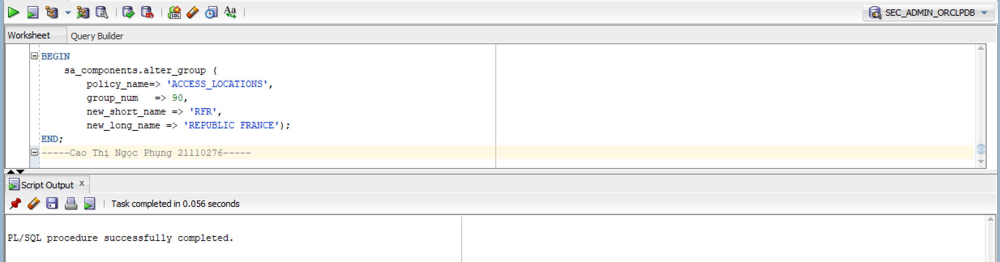 SEC_ADMIN_ORCLPDB
Worksheet Query Builder
BEGIN
sa_components.alter_group (
policy_name=> 'ACCESS_LOCATIONS',
group_num => 90,
new_short_name => 'RFR',
new_long_name => 'REPUBLIC FRANCE');
END;
-----Cao Thị Ngọc Phụng 21110276-----
Script Output x
Task completed in 0.056 seconds
PL/SQL procedure successfully completed.